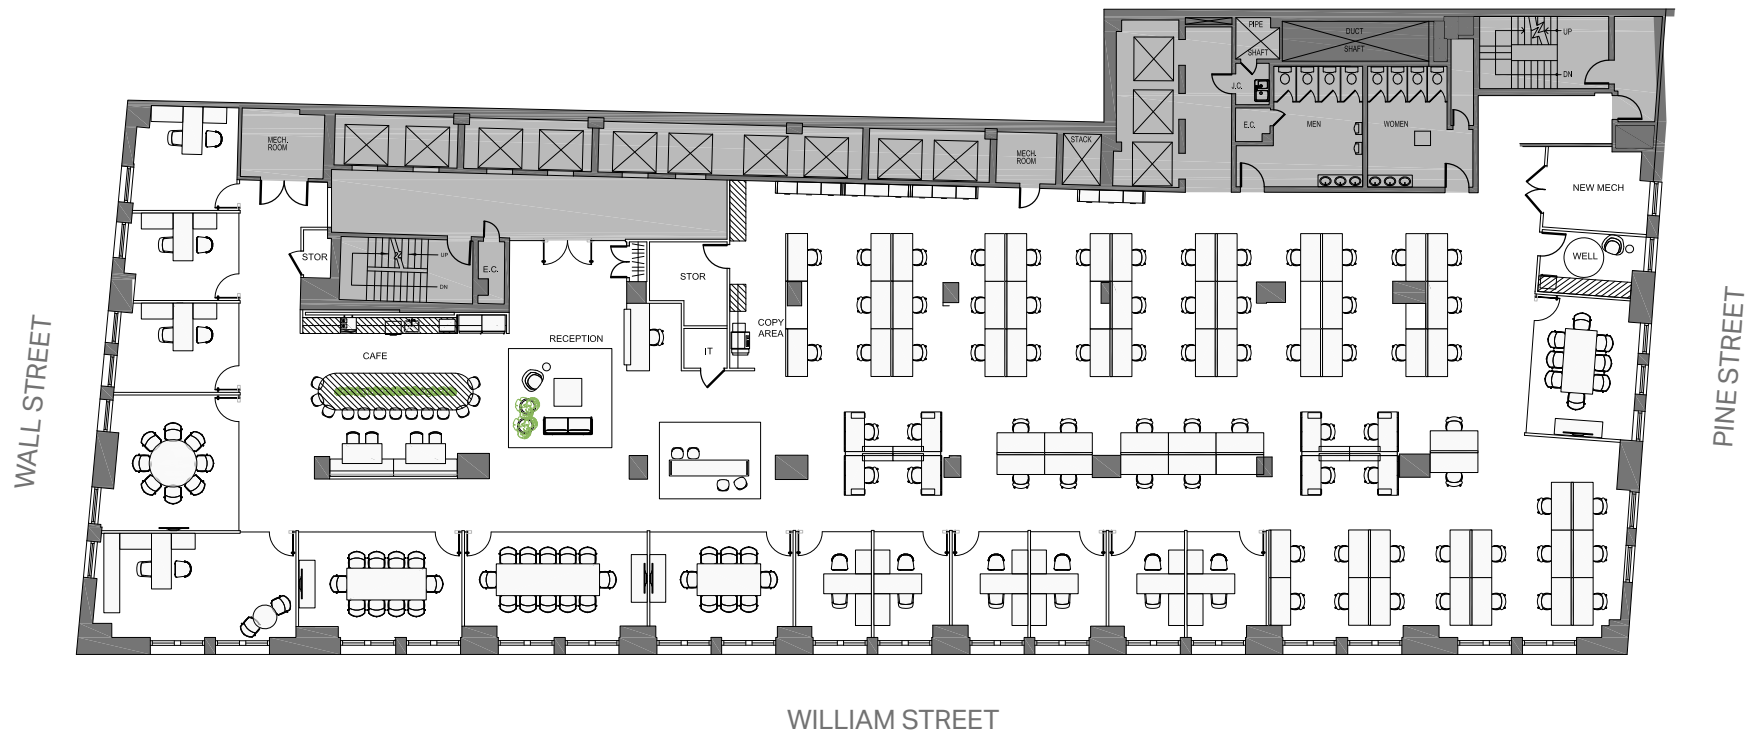 PIPE
SHAFT
DUCT
SHAFT
UP
DN
J.C.
E.C.
MEN
WOMEN
MECH.
ROOM
MECH.
ROOM
STACK
NEW MECH
WELL
STOR
UP
DN
E.C.
STOR
COPY
AREA
IT
RECEPTION
CAFE
WALL STREET
PINE STREET
WILLIAM STREET